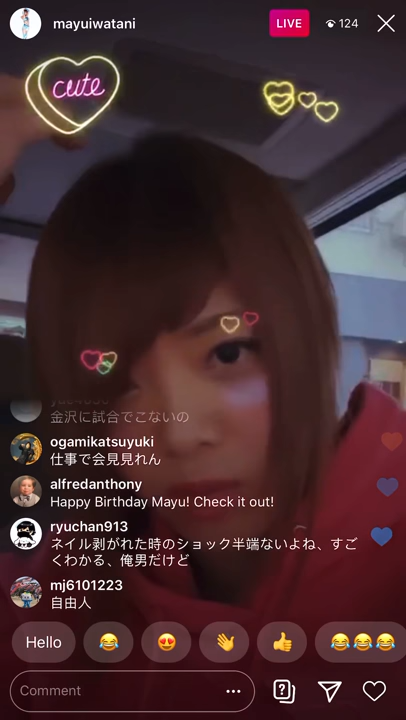 mayuiwatani
LIVE
124
cute
金沢に試合でこないの
ogamikatsuyuki
仕事で会見見れん
alfredanthony
Happy Birthday Mayu! Check it out!
ryuchan913
ネイル剥がれた時のショック半端ないよね、すご
くわかる、俺男だけど
mj6101223
自由人
Hello 😂 😍 👋 👍 😂😂😂
Comment